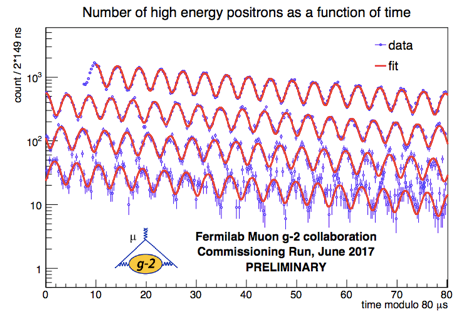 Number of high energy positrons as a function of time
count / 2*149 ns
data
fit
10³
10²
10
1
μ
g-2
Fermilab Muon g-2 collaboration
Commissioning Run, June 2017
PRELIMINARY
0 10 20 30 40 50 60 70 80
time modulo 80 μs